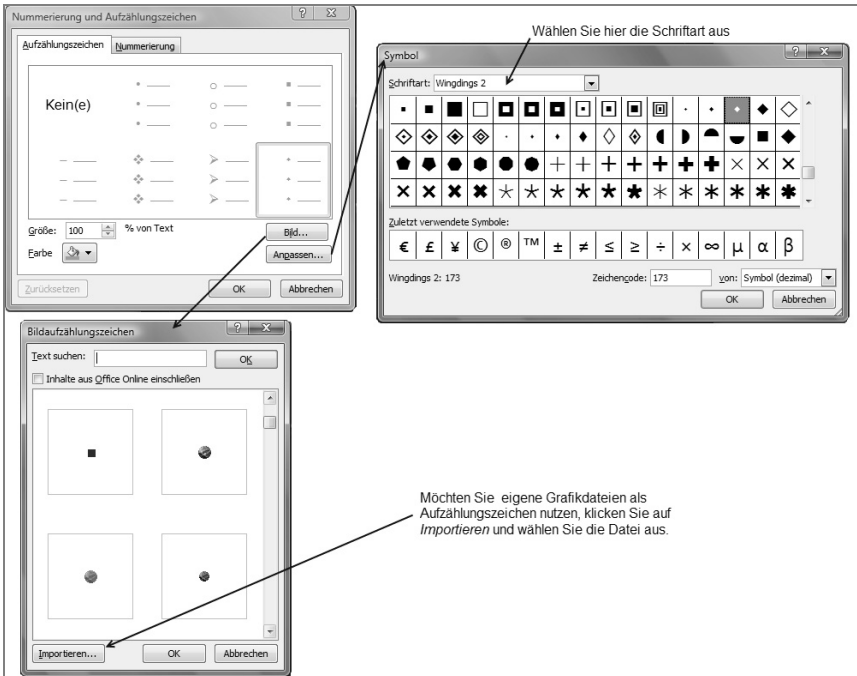 Nummerierung und Aufzählungszeichen
Aufzählungszeichen Nummerierung
Kein(e)
Größe: 100 % von Text
Bild...
Farbe
Anpassen...
Zurücksetzen OK Abbrechen
Wählen Sie hier die Schriftart aus
Symbol
Schriftart: Wingdings 2
Zuletzt verwendete Symbole:
€ £ ¥ © ® ™ ± ≠ ≤ ≥ ÷ × ∞ µ α β
Wingdings 2: 173 Zeichencode: 173 von: Symbol (dezimal)
OK Abbrechen
Bildaufzählungszeichen
Text suchen: OK
Inhalte aus Office Online einschließen
Importieren... OK Abbrechen
Möchten Sie eigene Grafikdateien als
Aufzählungszeichen nutzen, klicken Sie auf
Importieren und wählen Sie die Datei aus.